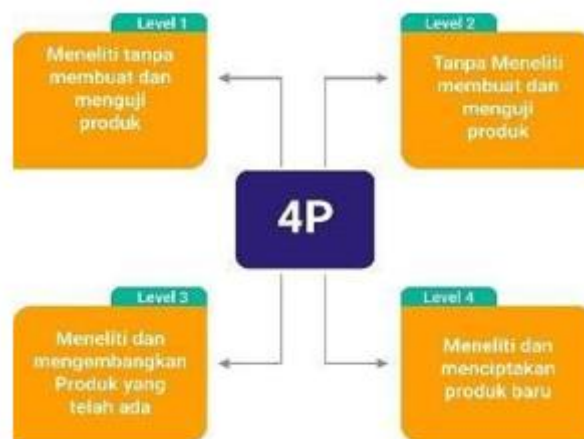 Level 1
Meneliti tanpa
membuat dan
menguji
produk
Level 2
Tanpa Meneliti
membuat dan
menguji
produk
4P
Level 3
Meneliti dan
mengembangkan
Produk yang
telah ada
Level 4
Meneliti dan
menciptakan
produk baru